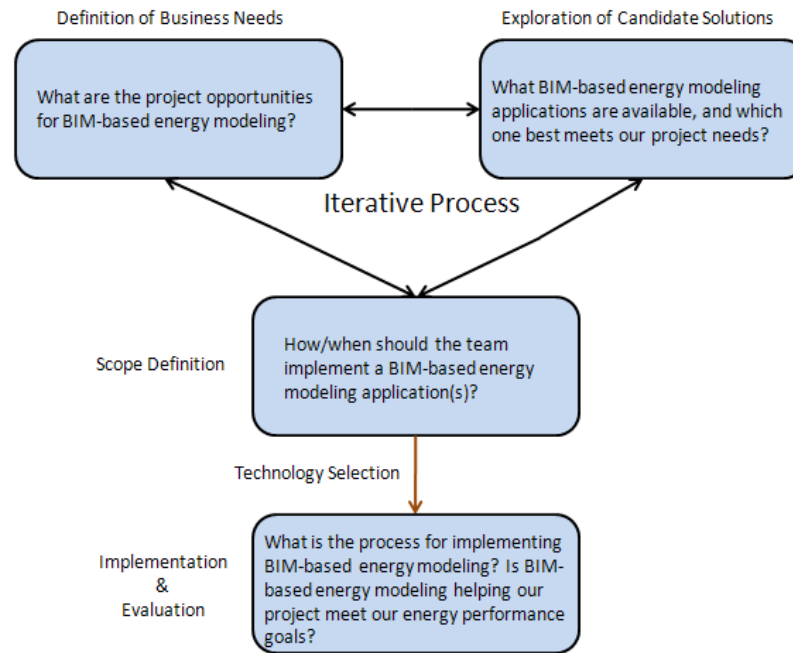 Definition of Business Needs
Exploration of Candidate Solutions
What are the project opportunities
for BIM-based energy modeling?
What BIM-based energy modeling
applications are available, and which
one best meets our project needs?
Iterative Process
Scope Definition
How/when should the team
implement a BIM-based energy
modeling application(s)?
Technology Selection
Implementation
&
Evaluation
What is the process for implementing
BIM-based energy modeling? Is BIM-
based energy modeling helping our
project meet our energy performance
goals?